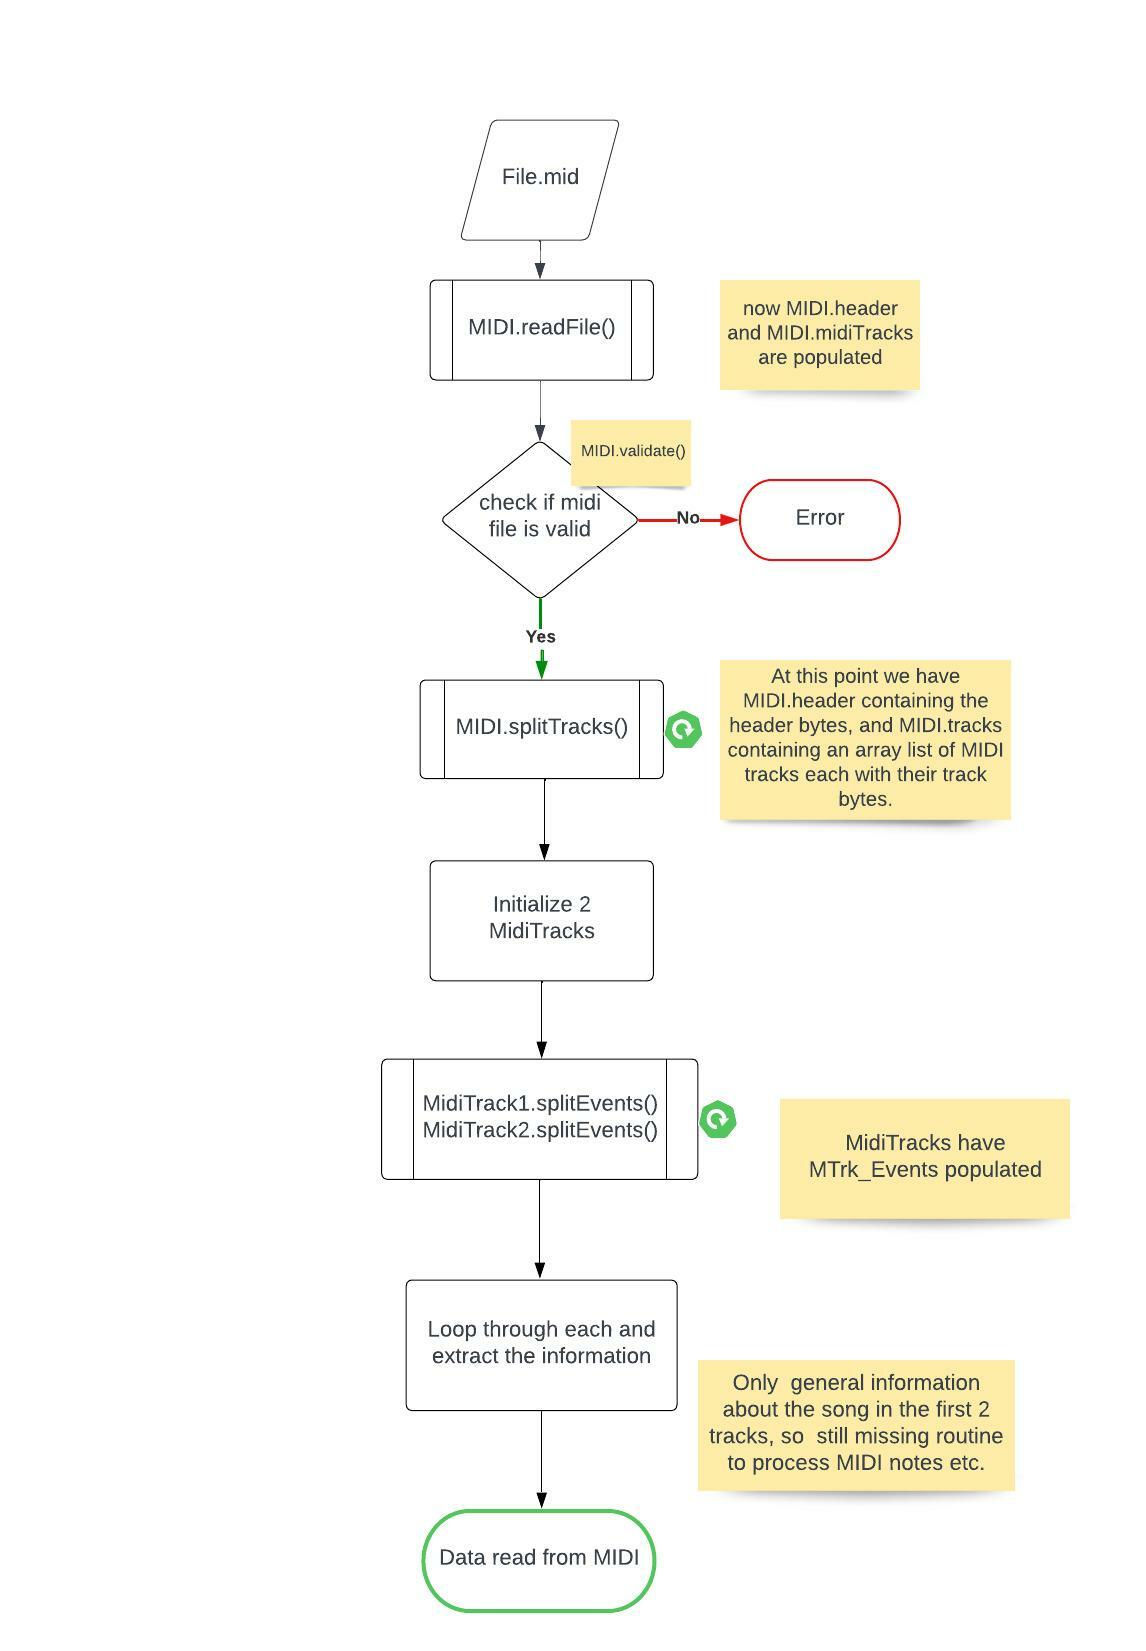 File.mid
MIDI.readFile()
now MIDI.header
and MIDI.midiTracks
are populated
MIDI.validate()
check if midi
file is valid
No
Error
Yes
MIDI.splitTracks()
At this point we have
MIDI.header containing the
header bytes, and MIDI.tracks
containing an array list of MIDI
tracks each with their track
bytes.
Initialize 2
MidiTracks
MidiTrack1.splitEvents()
MidiTrack2.splitEvents()
MidiTracks have
MTrk_Events populated
Loop through each and
extract the information
Only  general information
about the song in the first 2
tracks, so  still missing routine
to process MIDI notes etc.
Data read from MIDI